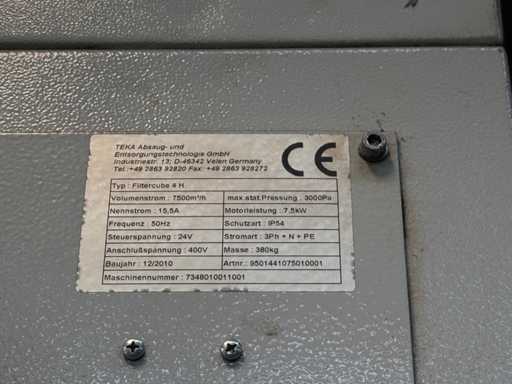 TEKA Absaug- und
Entsorgungstechnologie GmbH
Industriestr. 13; D-46342 Velen Germany
Tel.:+49 2863 92820 Fax: +49 2863 928272
CE
Typ : Filtercube 4 H
Volumenstrom : 7500m³/h max.stat.Pressung : 3000Pa
Nennstrom : 15,5A Motorleistung : 7,5kW
Frequenz : 50Hz Schutzart : IP54
Steuerspannung : 24V Stromart : 3Ph + N + PE
Anschlußspannung : 400V Masse : 380kg
Baujahr : 12/2010 Artnr.: 9501441075010001
Maschinennummer : 7348010011001